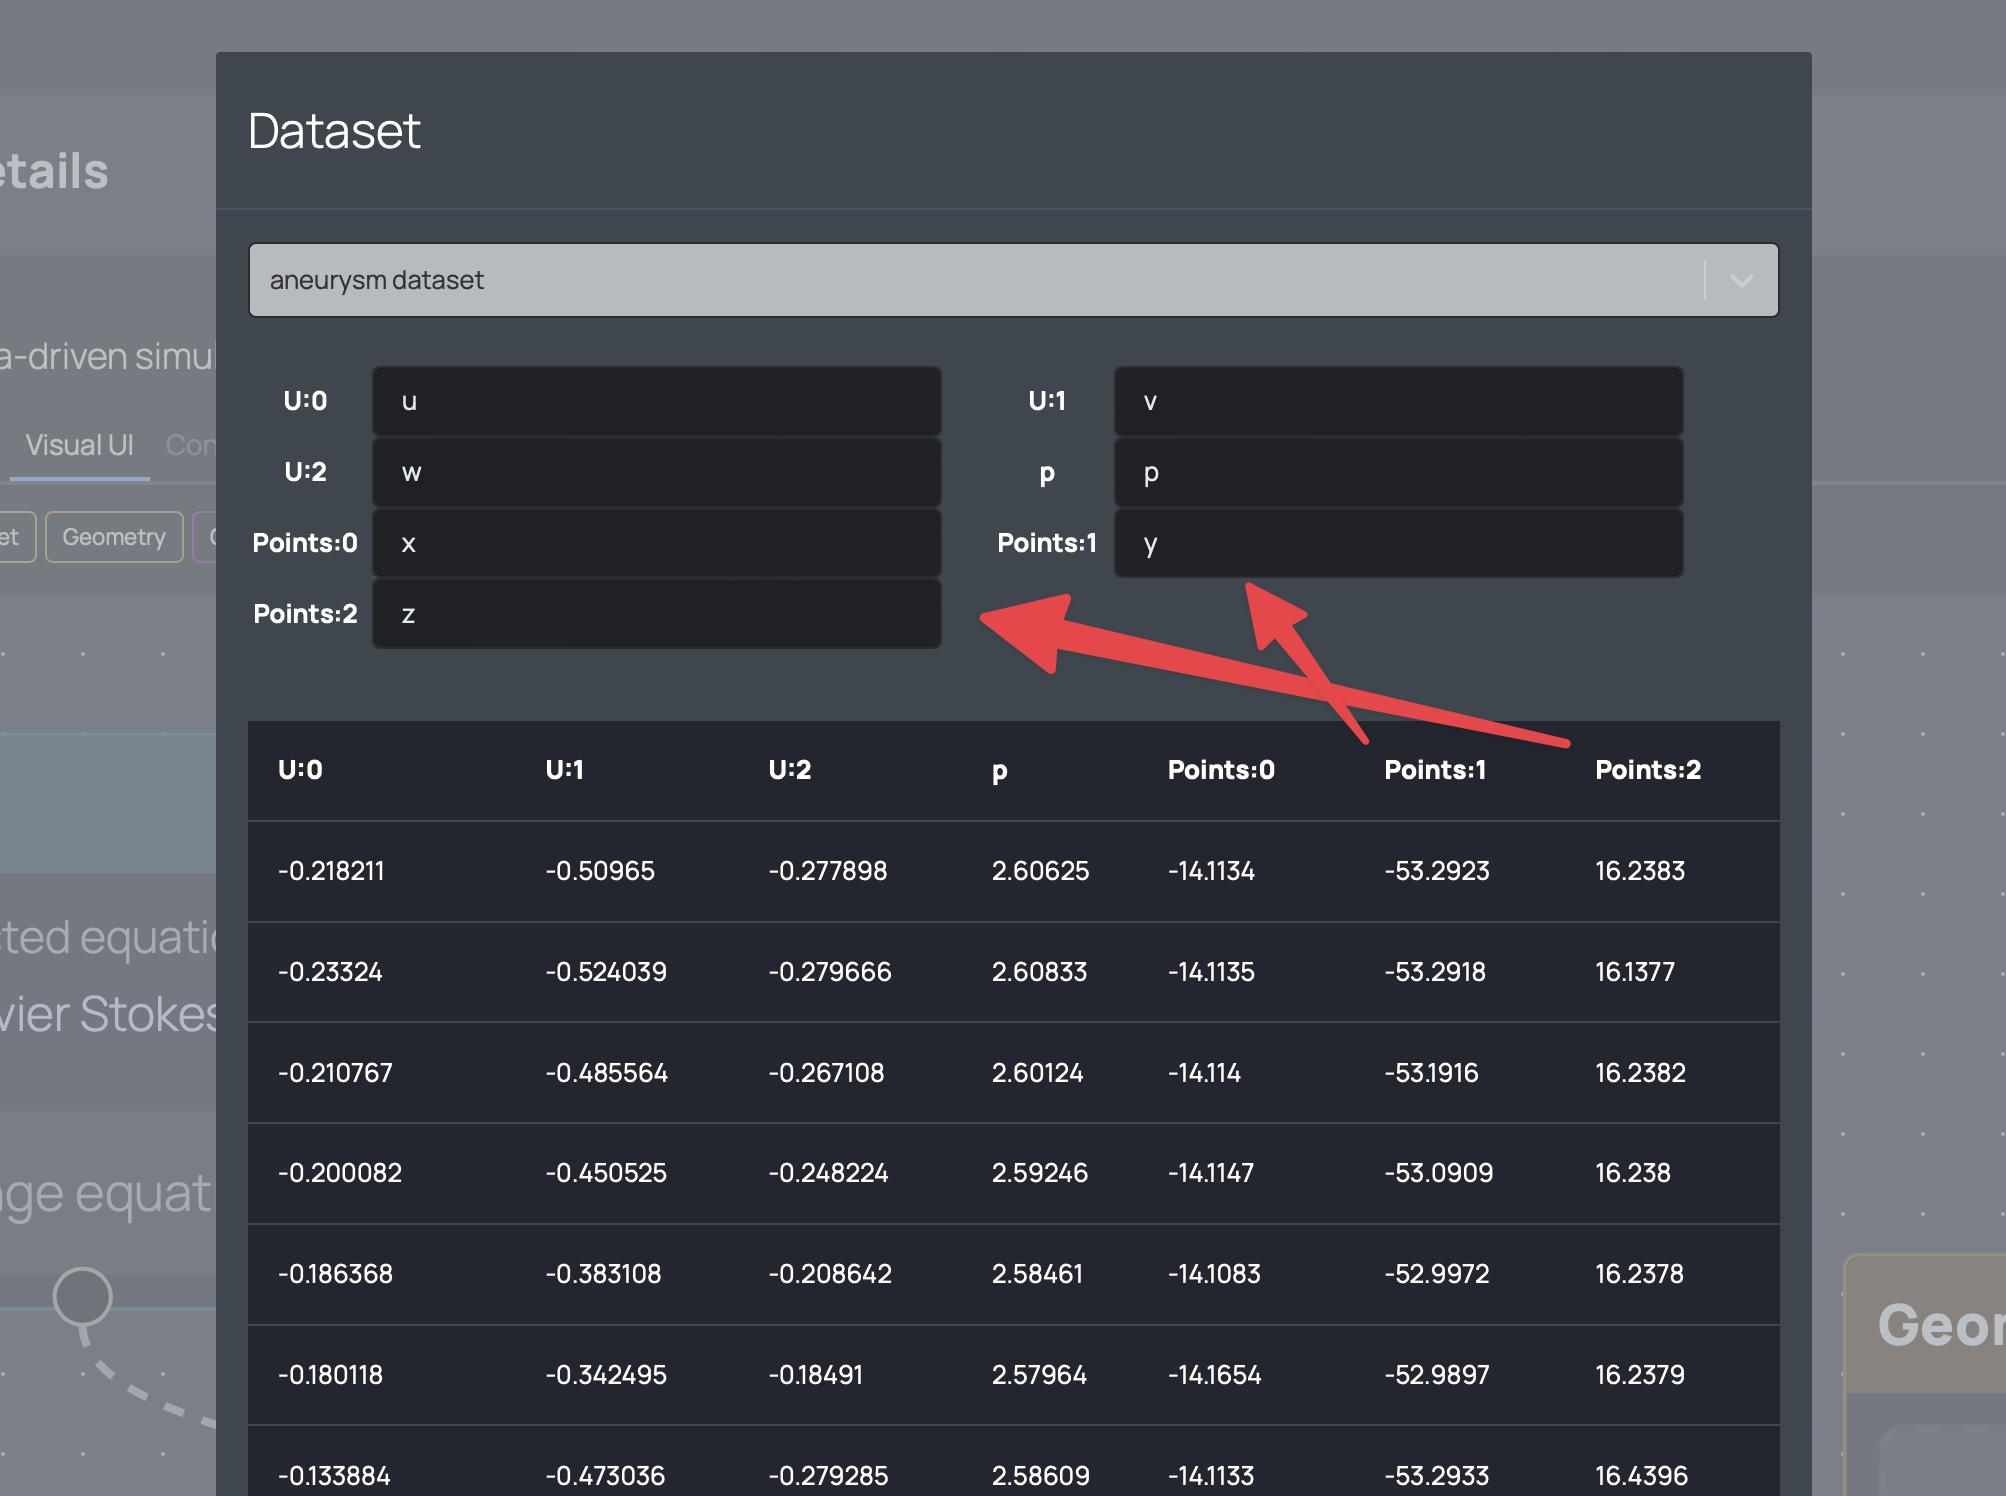 Dataset
etails
aneurysm dataset
a-driven simul
U:0 u U:1 v
Visual UI Con
U:2 w p p
et Geometry
Points:0 x Points:1 y
Points:2 z
U:0 U:1 U:2 p Points:0 Points:1 Points:2
-0.218211 -0.50965 -0.277898 2.60625 -14.1134 -53.2923 16.2383
cted equatio
-0.23324 -0.524039 -0.279666 2.60833 -14.1135 -53.2918 16.1377
vier Stokes
-0.210767 -0.485564 -0.267108 2.60124 -14.114 -53.1916 16.2382
-0.200082 -0.450525 -0.248224 2.59246 -14.1147 -53.0909 16.238
nge equat
-0.186368 -0.383108 -0.208642 2.58461 -14.1083 -52.9972 16.2378
Geor
-0.180118 -0.342495 -0.18491 2.57964 -14.1654 -52.9897 16.2379
-0.133884 -0.473036 -0.279285 2.58609 -14.1133 -53.2933 16.4396